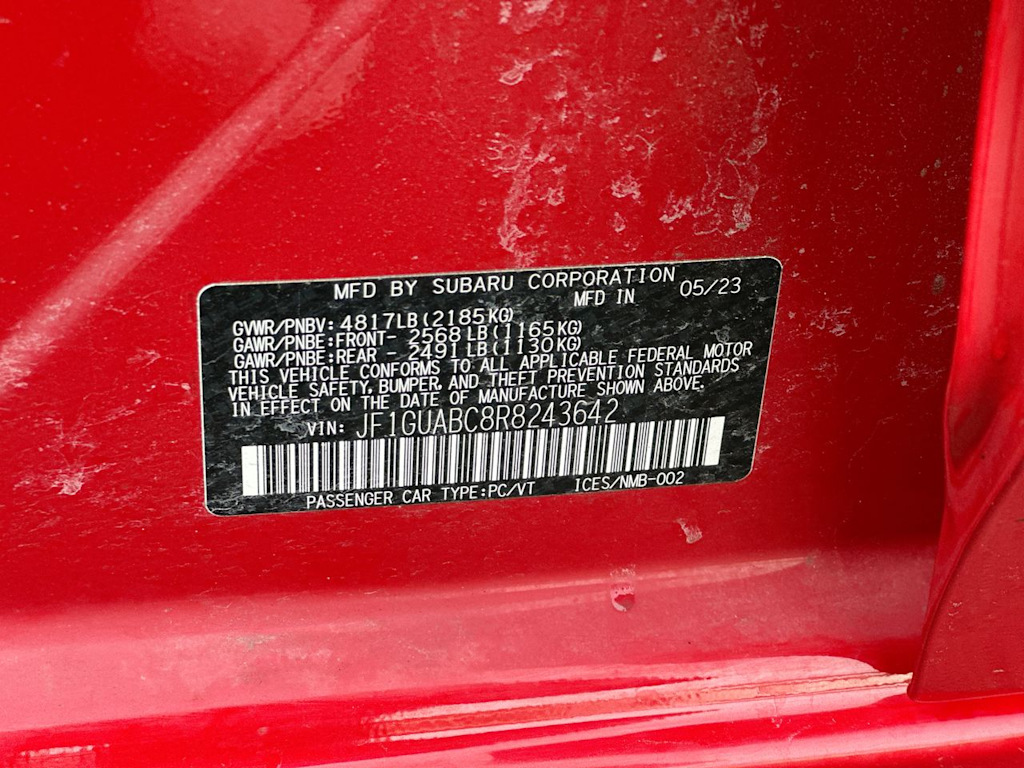 MFD BY SUBARU CORPORATION
MFD IN 05/23
GVWR/PNBV: 4817LB(2185KG)
GAWR/PNBE:FRONT- 2568LB(1165KG)
GAWR/PNBE:REAR - 2491LB(1130KG)
THIS VEHICLE CONFORMS TO ALL APPLICABLE FEDERAL MOTOR
VEHICLE SAFETY, BUMPER, AND THEFT PREVENTION STANDARDS
IN EFFECT ON THE DATE OF MANUFACTURE SHOWN ABOVE.
VIN: JF1GUABC8R8243642
PASSENGER CAR TYPE:PC/VT ICES/NMB-002